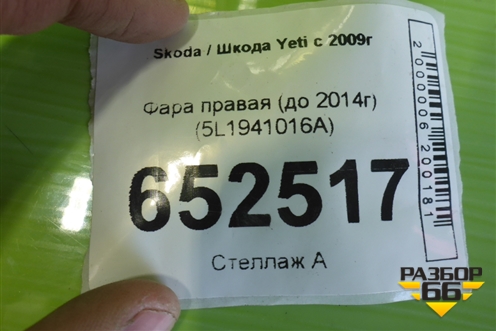 Skoda / Шкода Yeti с 2009г
Фара правая (до 2014г)
(5L1941016A)
652517
Стеллаж А
2000006200181
РАЗБОР
66